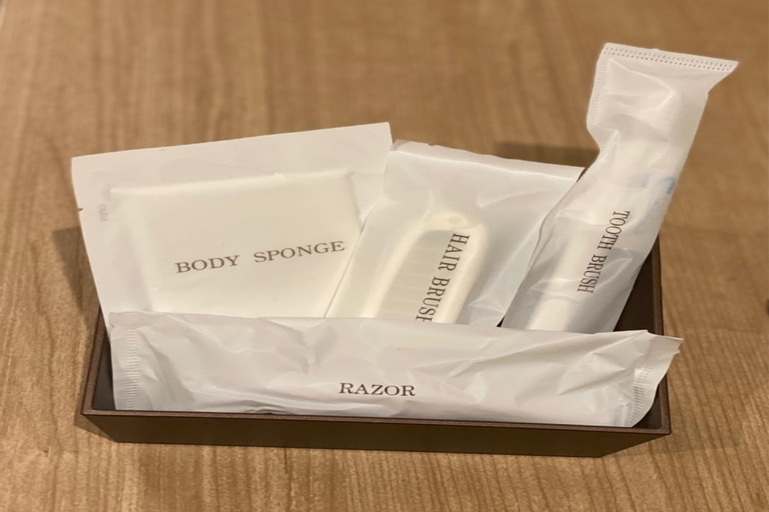 BODY SPONGE
HAIR BRUSH
TOOTH BRUSH
RAZOR